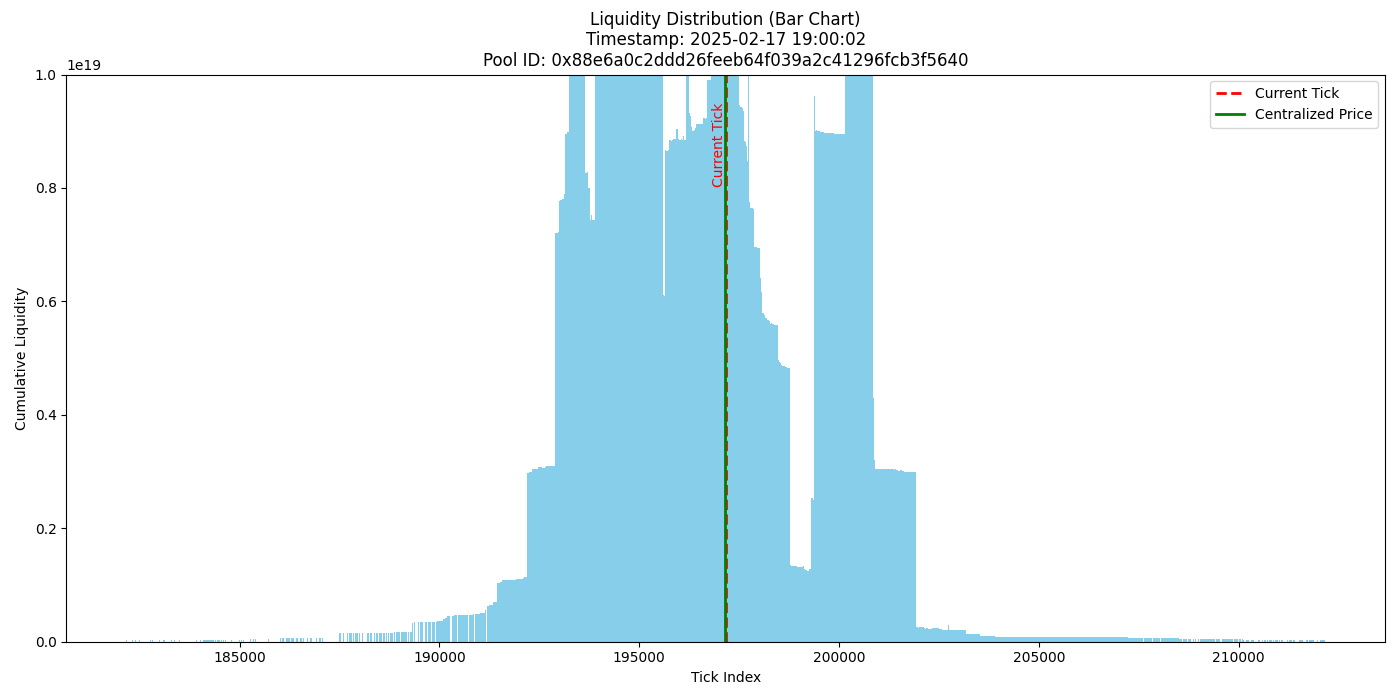 Liquidity Distribution (Bar Chart)
Timestamp: 2025-02-17 19:00:02
Pool ID: 0x88e6a0c2ddd26feeb64f039a2c41296fcb3f5640
1e19
1.0
0.8
0.6
0.4
0.2
0.0
Cumulative Liquidity
Current Tick
Current Tick
Centralized Price
185000
190000
195000
200000
205000
210000
Tick Index